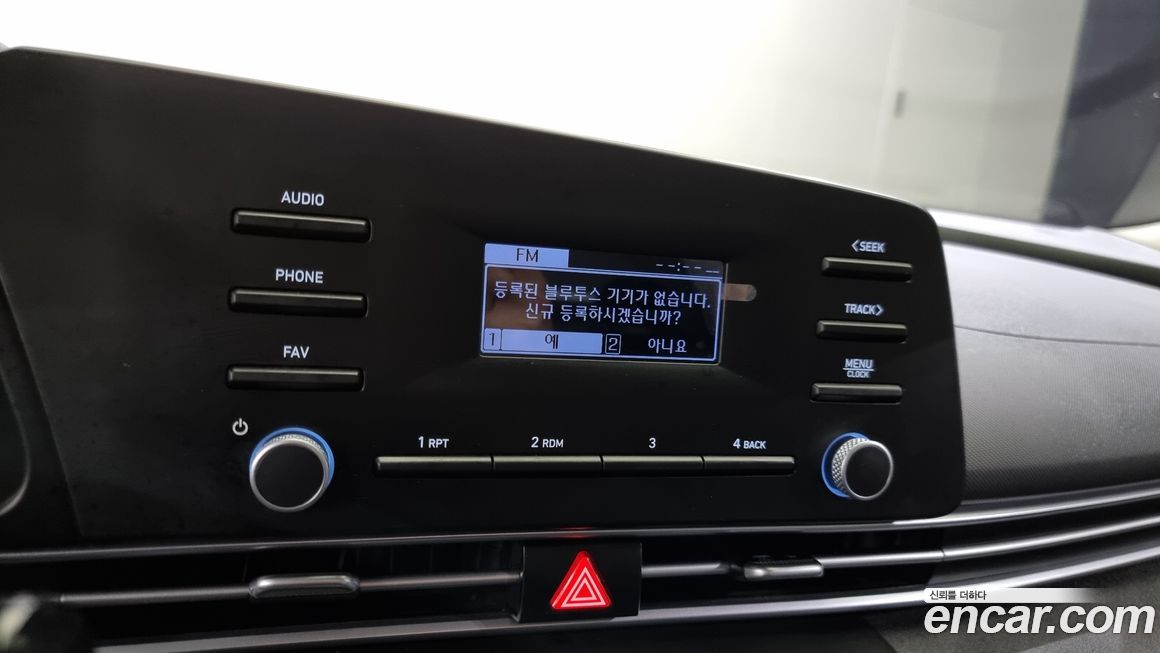 AUDIO
PHONE
FAV
FM
--:--
등록된 블루투스 기기가 없습니다.
신규 등록하시겠습니까?
1 예 2 아니요
<SEEK
TRACK>
MENU
CLOCK
1 RPT 2 RDM 3 4 BACK
신뢰를 더하다
encar.com